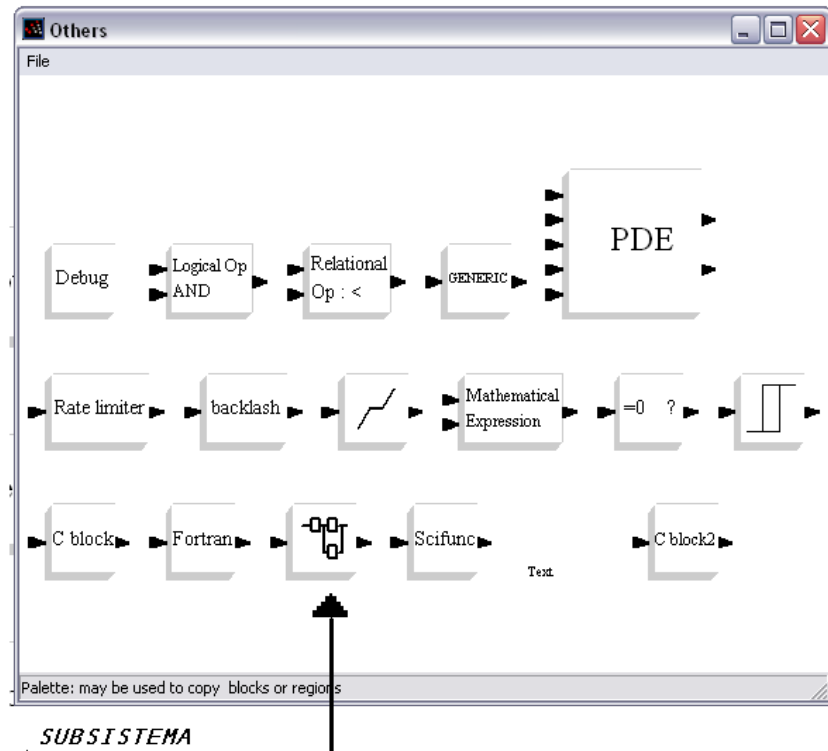 Others
File
PDE
Debug
Logical Op
AND
Relational
Op : <
GENERIC
Rate limiter
backlash
Mathematical
Expression
=0 ?
C block
Fortran
Scifunc
Text
C block2
Palette: may be used to copy blocks or regions
SUBSISTEMA